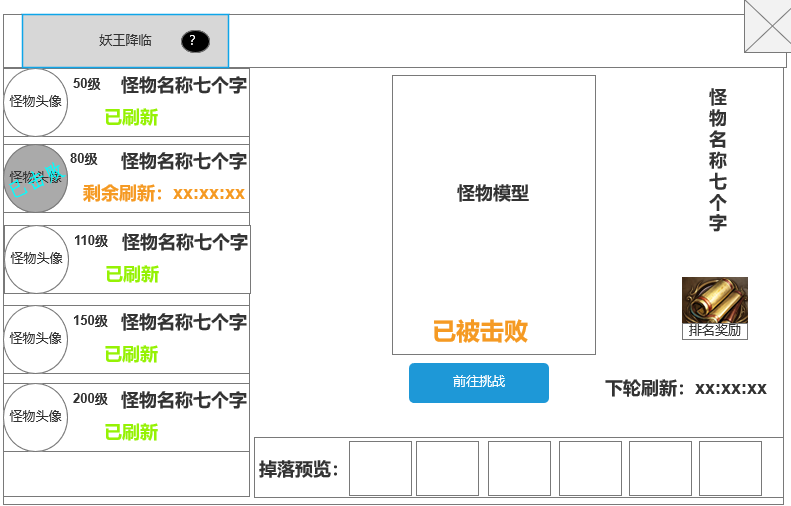 妖王降临 ?
怪物头像
50级 怪物名称七个字
已刷新
怪物头像
80级 怪物名称七个字
剩余刷新：xx:xx:xx
怪物头像
110级 怪物名称七个字
已刷新
怪物头像
150级 怪物名称七个字
已刷新
怪物头像
200级 怪物名称七个字
已刷新
怪物模型
已被击败
前往挑战
怪物名称七个字
排名奖励
下轮刷新：xx:xx:xx
掉落预览：